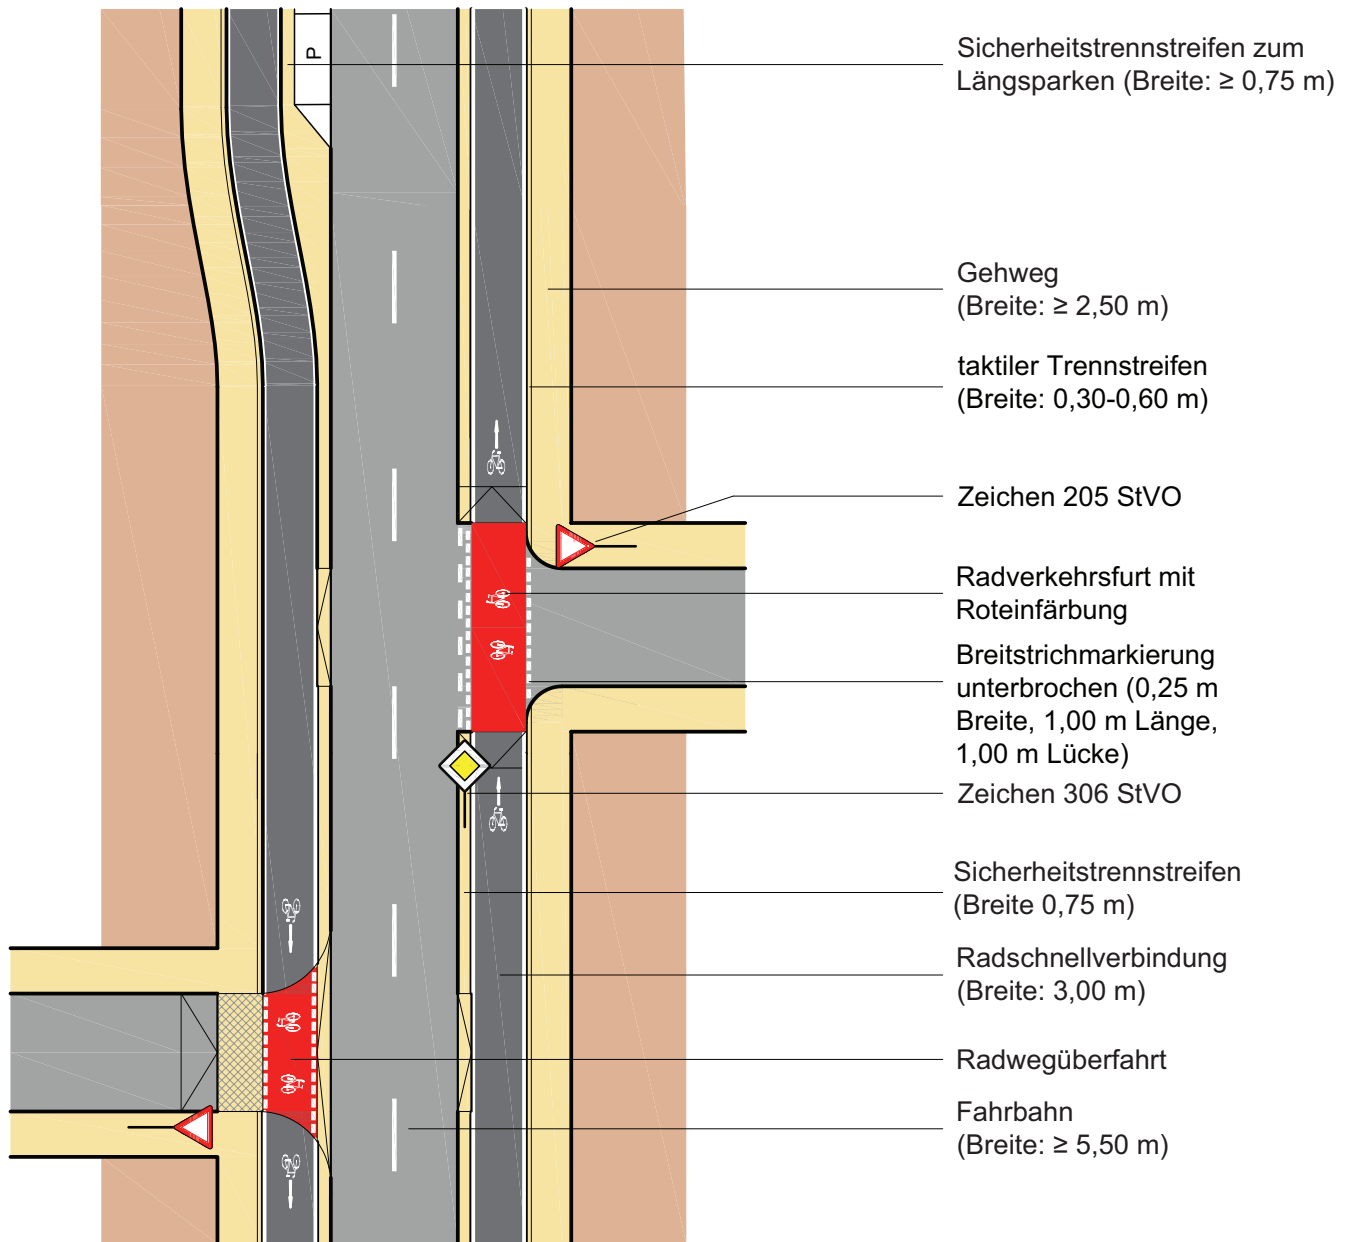 P
Sicherheitstrennstreifen zum
Längsparken (Breite: ≥ 0,75 m)
Gehweg
(Breite: ≥ 2,50 m)
taktiler Trennstreifen
(Breite: 0,30-0,60 m)
Zeichen 205 StVO
Radverkehrsfurt mit
Roteinfärbung
Breitstrichmarkierung
unterbrochen (0,25 m
Breite, 1,00 m Länge,
1,00 m Lücke)
Zeichen 306 StVO
Sicherheitstrennstreifen
(Breite 0,75 m)
Radschnellverbindung
(Breite: 3,00 m)
Radwegüberfahrt
Fahrbahn
(Breite: ≥ 5,50 m)